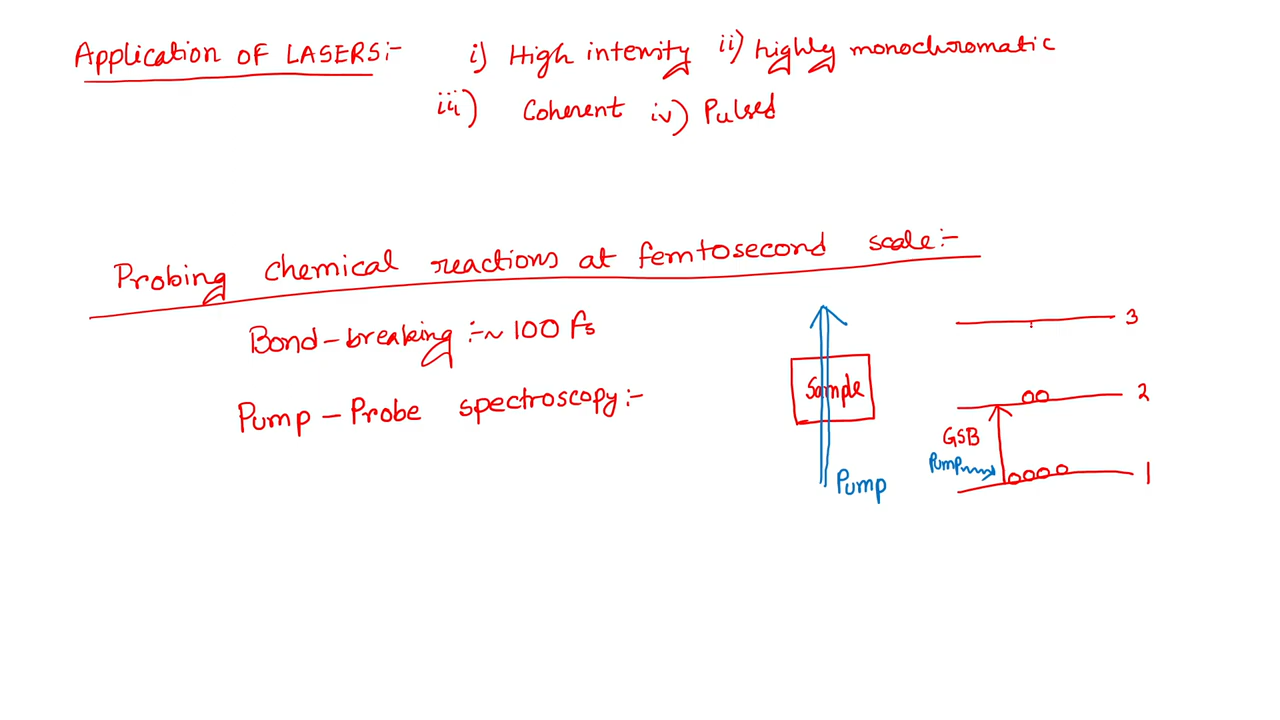 Application OF LASERS:- i) High intensity ii) highly monochromatic
iii) Coherent iv) Pulsed
Probing chemical reactions at femtosecond scale:-
Bond-breaking :- ~ 100 fs
Pump-Probe spectroscopy:-
Sample
Pump
3
2
GSB
Pump
1